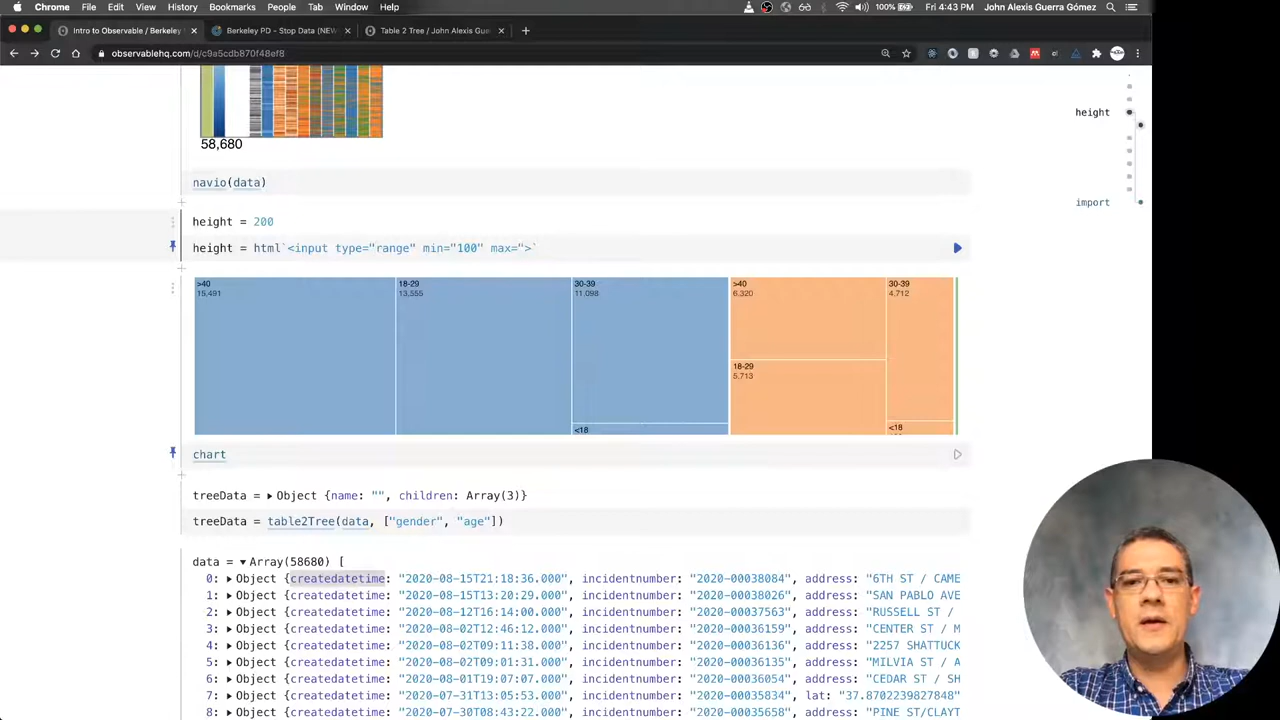 Chrome File Edit View History Bookmarks People Tab Window Help 100% Fri 4:43 PM John Alexis Guerra Gómez
Intro to Observable / Berkeley × Berkeley PD - Stop Data (NEW × Table 2 Tree / John Alexis Gue × +
observablehq.com/d/c9a5cdb870f48ef8
58,680
height
navio(data)
import
height = 200
height = html`<input type="range" min="100" max=">`
>40 18-29 30-39 >40 30-39
15,491 13,555 11,098 6,320 4,712
18-29
5,713
<18 <18
chart
treeData = ▶ Object {name: "", children: Array(3)}
treeData = table2Tree(data, ["gender", "age"])
data = ▼ Array(58680) [
0: ▶ Object {createdatetime: "2020-08-15T21:18:36.000", incidentnumber: "2020-00038084", address: "6TH ST / CAME
1: ▶ Object {createdatetime: "2020-08-15T13:20:29.000", incidentnumber: "2020-00038026", address: "SAN PABLO AVE
2: ▶ Object {createdatetime: "2020-08-12T16:14:00.000", incidentnumber: "2020-00037563", address: "RUSSELL ST /
3: ▶ Object {createdatetime: "2020-08-02T12:46:12.000", incidentnumber: "2020-00036159", address: "CENTER ST / M
4: ▶ Object {createdatetime: "2020-08-02T09:11:38.000", incidentnumber: "2020-00036136", address: "2257 SHATTUCK
5: ▶ Object {createdatetime: "2020-08-02T09:01:31.000", incidentnumber: "2020-00036135", address: "MILVIA ST / A
6: ▶ Object {createdatetime: "2020-08-01T19:07:07.000", incidentnumber: "2020-00036054", address: "CEDAR ST / SH
7: ▶ Object {createdatetime: "2020-07-31T13:05:53.000", incidentnumber: "2020-00035834", lat: "37.8702239827848"
8: ▶ Object {createdatetime: "2020-07-30T08:43:22.000", incidentnumber: "2020-00035658", address: "PINE ST/CLAYT